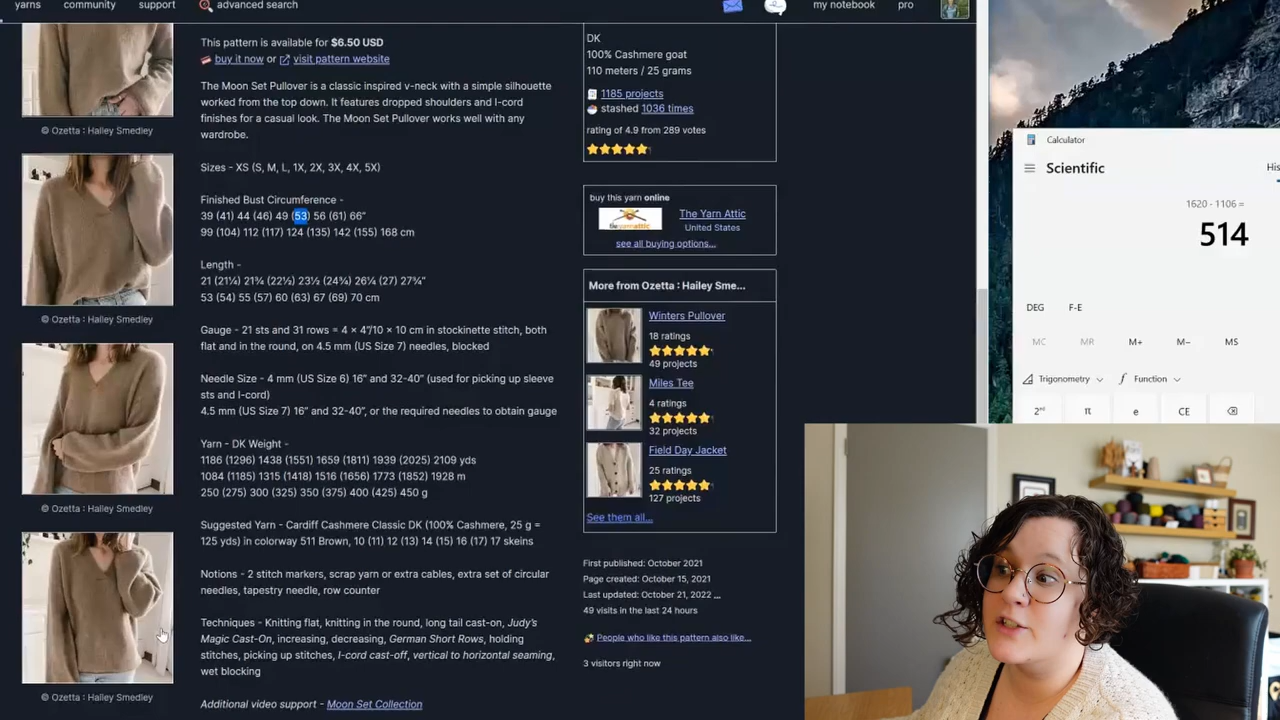 yarns
community
support
advanced search
my notebook
pro
This pattern is available for $6.50 USD
buy it now or visit pattern website
The Moon Set Pullover is a classic inspired v-neck with a simple silhouette
worked from the top down. It features dropped shoulders and I-cord
finishes for a casual look. The Moon Set Pullover works well with any
wardrobe.
Sizes - XS (S, M, L, 1X, 2X, 3X, 4X, 5X)
Finished Bust Circumference -
39 (41) 44 (46) 49 (53) 56 (61) 66”
99 (104) 112 (117) 124 (135) 142 (155) 168 cm
Length -
21 (21¼) 21¾ (22½) 23½ (24¾) 26¼ (27) 27¾”
53 (54) 55 (57) 60 (63) 67 (69) 70 cm
Gauge - 21 sts and 31 rows = 4 × 4”/10 × 10 cm in stockinette stitch, both
flat and in the round, on 4.5 mm (US Size 7) needles, blocked
Needle Size - 4 mm (US Size 6) 16” and 32-40” (used for picking up sleeve
sts and I-cord)
4.5 mm (US Size 7) 16” and 32-40”, or the required needles to obtain gauge
Yarn - DK Weight -
1186 (1296) 1438 (1551) 1659 (1811) 1939 (2025) 2109 yds
1084 (1185) 1315 (1418) 1516 (1656) 1773 (1852) 1928 m
250 (275) 300 (325) 350 (375) 400 (425) 450 g
Suggested Yarn - Cardiff Cashmere Classic DK (100% Cashmere, 25 g =
125 yds) in colorway 511 Brown, 10 (11) 12 (13) 14 (15) 16 (17) 17 skeins
Notions - 2 stitch markers, scrap yarn or extra cables, extra set of circular
needles, tapestry needle, row counter
Techniques - Knitting flat, knitting in the round, long tail cast-on, Judy’s
Magic Cast-On, increasing, decreasing, German Short Rows, holding
stitches, picking up stitches, I-cord cast-off, vertical to horizontal seaming,
wet blocking
Additional video support - Moon Set Collection
© Ozetta : Hailey Smedley
© Ozetta : Hailey Smedley
© Ozetta : Hailey Smedley
© Ozetta : Hailey Smedley
DK
100% Cashmere goat
110 meters / 25 grams
1185 projects
stashed 1036 times
rating of 4.9 from 289 votes
buy this yarn online
The Yarn Attic
United States
see all buying options...
More from Ozetta : Hailey Sme...
Winters Pullover
18 ratings
49 projects
Miles Tee
4 ratings
32 projects
Field Day Jacket
25 ratings
127 projects
See them all...
First published: October 2021
Page created: October 15, 2021
Last updated: October 21, 2022 ...
49 visits in the last 24 hours
People who like this pattern also like...
3 visitors right now
Calculator
Scientific
His
1620 - 1106 =
514
DEG
F-E
MC
MR
M+
M−
MS
Trigonometry
Function
2ⁿᵈ
π
e
CE